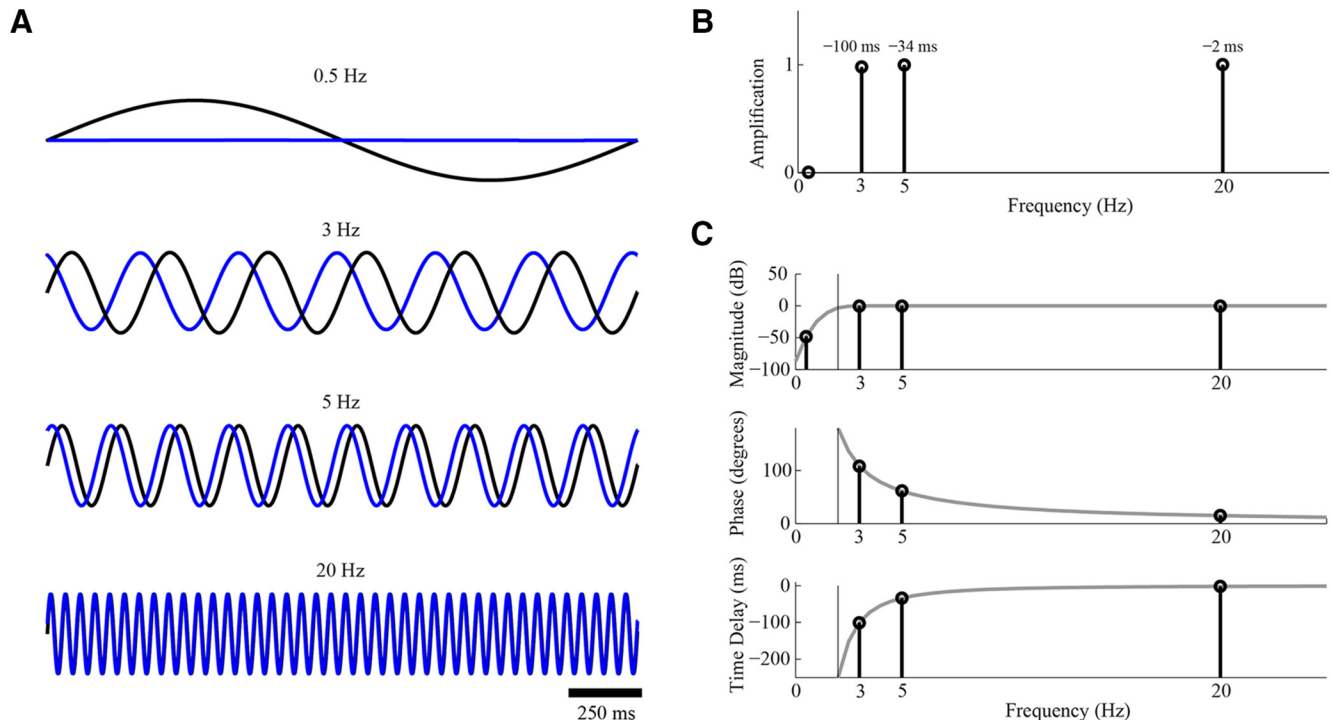 A
0.5 Hz
3 Hz
5 Hz
20 Hz
250 ms
B
−100 ms −34 ms −2 ms
Amplification
1
0
0 3 5 20
Frequency (Hz)
C
Magnitude (dB)
50
0
−50
−100
0 3 5 20
Phase (degrees)
100
0
0 3 5 20
Time Delay (ms)
0
−100
−200
0 3 5 20
Frequency (Hz)